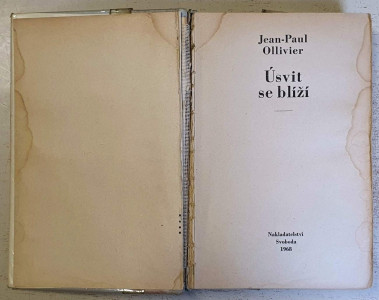 Jean-Paul
Ollivier
Úsvit
se blíží
Nakladatelství
Svoboda
1968